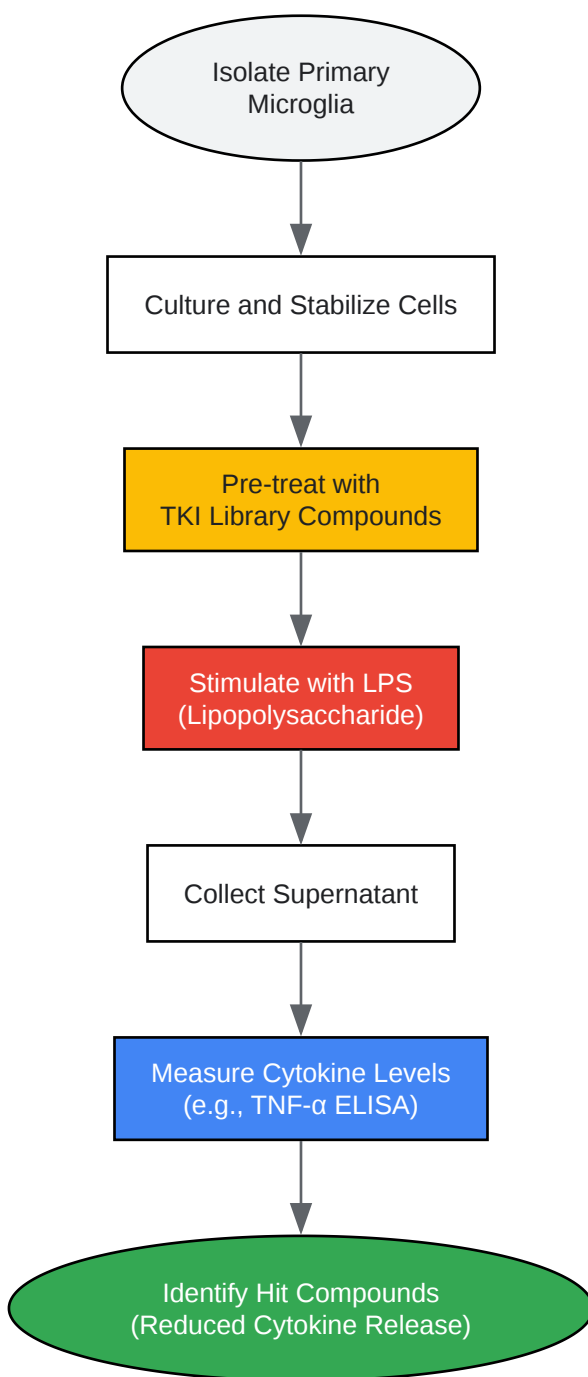 Isolate Primary
Microglia
Culture and Stabilize Cells
Pre-treat with
TKI Library Compounds
Stimulate with LPS
(Lipopolysaccharide)
Collect Supernatant
Measure Cytokine Levels
(e.g., TNF-α ELISA)
Identify Hit Compounds
(Reduced Cytokine Release)